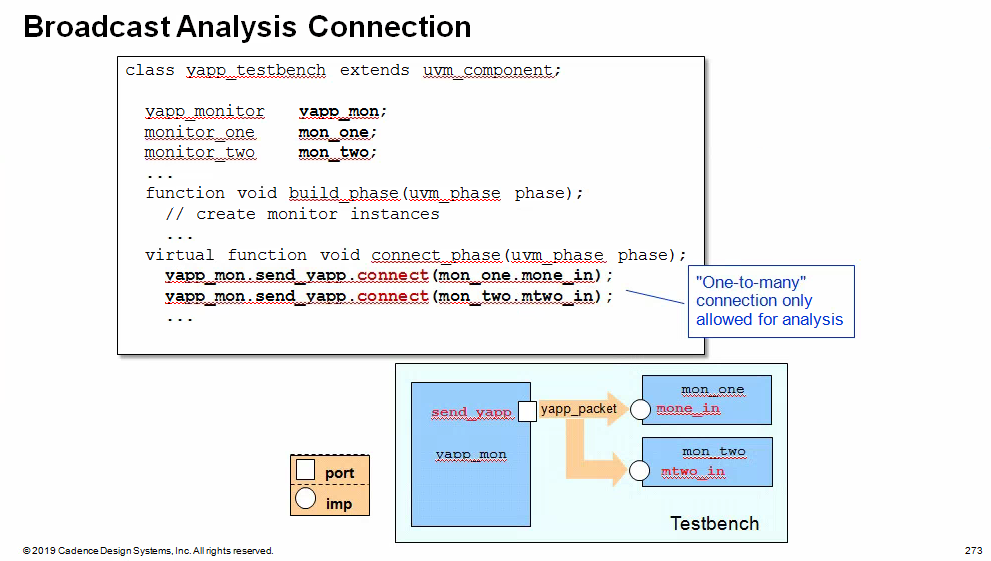 Broadcast Analysis Connection
class yapp_testbench extends uvm_component;
yapp_monitor yapp_mon;
monitor_one mon_one;
monitor_two mon_two;
...
function void build_phase(uvm_phase phase);
// create monitor instances
...
virtual function void connect_phase(uvm_phase phase);
yapp_mon.send_yapp.connect(mon_one.mone_in);
yapp_mon.send_yapp.connect(mon_two.mtwo_in);
...
"One-to-many"
connection only
allowed for analysis
send_yapp
yapp_mon
yapp_packet
mon_one
mone_in
mon_two
mtwo_in
Testbench
port
imp
© 2019 Cadence Design Systems, Inc. All rights reserved.
273